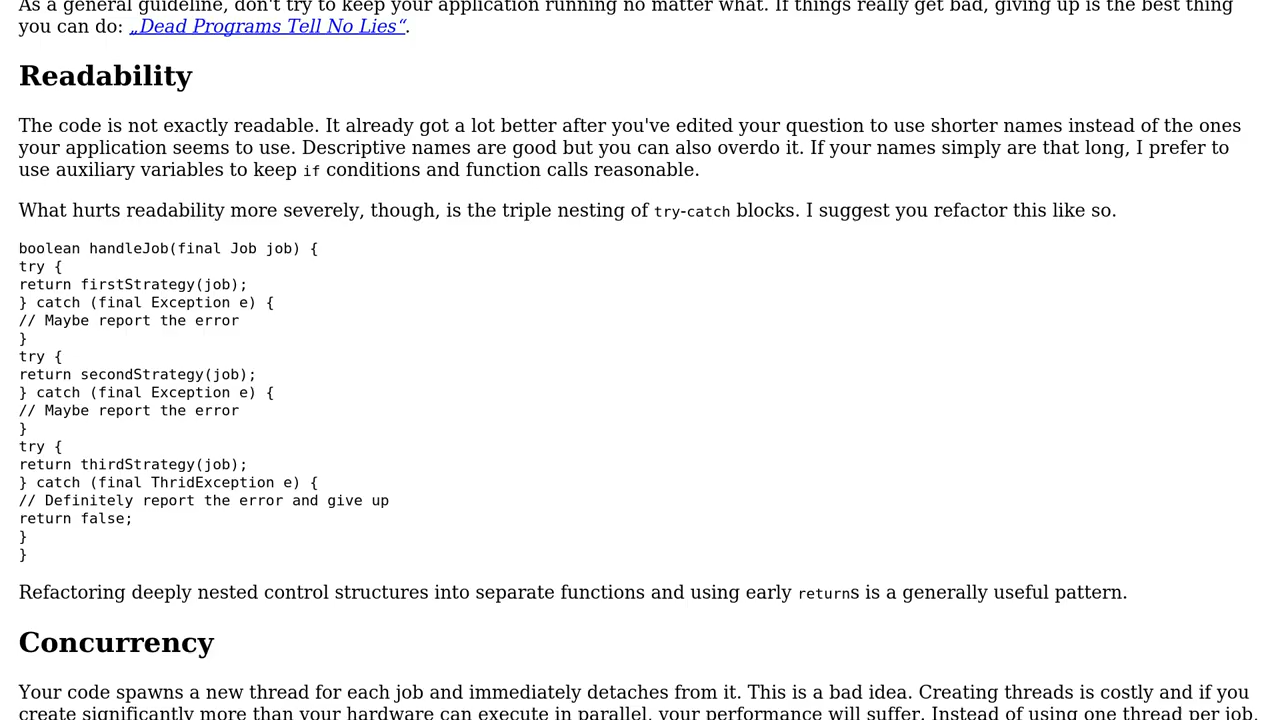 As a general guideline, don't try to keep your application running no matter what. If things really get bad, giving up is the best thing
you can do: „Dead Programs Tell No Lies“.
Readability
The code is not exactly readable. It already got a lot better after you've edited your question to use shorter names instead of the ones
your application seems to use. Descriptive names are good but you can also overdo it. If your names simply are that long, I prefer to
use auxiliary variables to keep if conditions and function calls reasonable.
What hurts readability more severely, though, is the triple nesting of try-catch blocks. I suggest you refactor this like so.
boolean handleJob(final Job job) {
try {
return firstStrategy(job);
} catch (final Exception e) {
// Maybe report the error
}
try {
return secondStrategy(job);
} catch (final Exception e) {
// Maybe report the error
}
try {
return thirdStrategy(job);
} catch (final ThridException e) {
// Definitely report the error and give up
return false;
}
}
Refactoring deeply nested control structures into separate functions and using early returns is a generally useful pattern.
Concurrency
Your code spawns a new thread for each job and immediately detaches from it. This is a bad idea. Creating threads is costly and if you
create significantly more than your hardware can execute in parallel, your performance will suffer. Instead of using one thread per job,